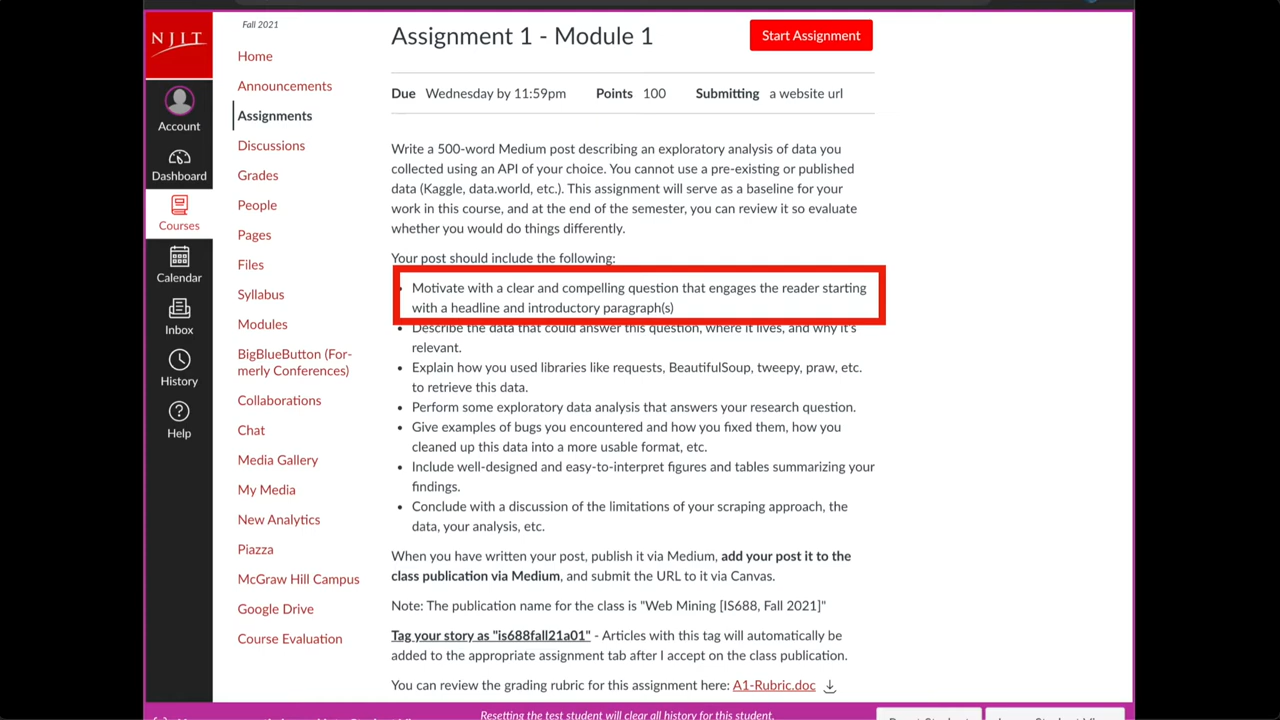 Fall 2021
NJIT
Account
Dashboard
Courses
Calendar
Inbox
History
Help
Home
Announcements
Assignments
Discussions
Grades
People
Pages
Files
Syllabus
Modules
BigBlueButton (For-
merly Conferences)
Collaborations
Chat
Media Gallery
My Media
New Analytics
Piazza
McGraw Hill Campus
Google Drive
Course Evaluation
Assignment 1 - Module 1
Start Assignment
Due Wednesday by 11:59pm Points 100 Submitting a website url
Write a 500-word Medium post describing an exploratory analysis of data you
collected using an API of your choice. You cannot use a pre-existing or published
data (Kaggle, data.world, etc.). This assignment will serve as a baseline for your
work in this course, and at the end of the semester, you can review it so evaluate
whether you would do things differently.
Your post should include the following:
• Motivate with a clear and compelling question that engages the reader starting
with a headline and introductory paragraph(s)
• Describe the data that could answer this question, where it lives, and why it's
relevant.
• Explain how you used libraries like requests, BeautifulSoup, tweepy, praw, etc.
to retrieve this data.
• Perform some exploratory data analysis that answers your research question.
• Give examples of bugs you encountered and how you fixed them, how you
cleaned up this data into a more usable format, etc.
• Include well-designed and easy-to-interpret figures and tables summarizing your
findings.
• Conclude with a discussion of the limitations of your scraping approach, the
data, your analysis, etc.
When you have written your post, publish it via Medium, add your post it to the
class publication via Medium, and submit the URL to it via Canvas.
Note: The publication name for the class is "Web Mining [IS688, Fall 2021]"
Tag your story as "is688fall21a01" - Articles with this tag will automatically be
added to the appropriate assignment tab after I accept on the class publication.
You can review the grading rubric for this assignment here: A1-Rubric.doc
Resetting the test student will clear all history for this student.